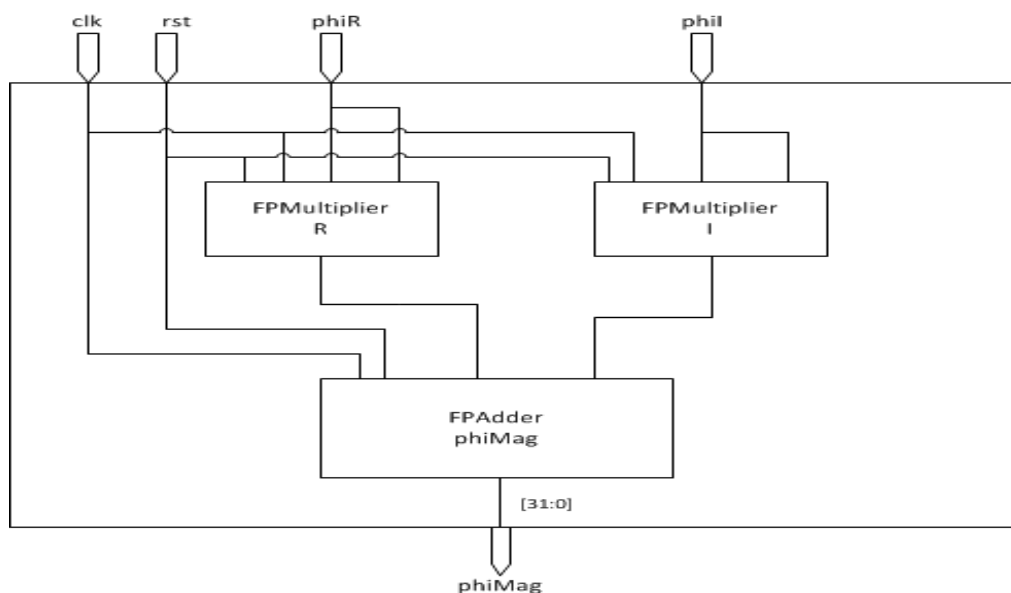 clk rst phiR phiI
FPMultiplier
R
FPMultiplier
I
FPAdder
phiMag
[31:0]
phiMag